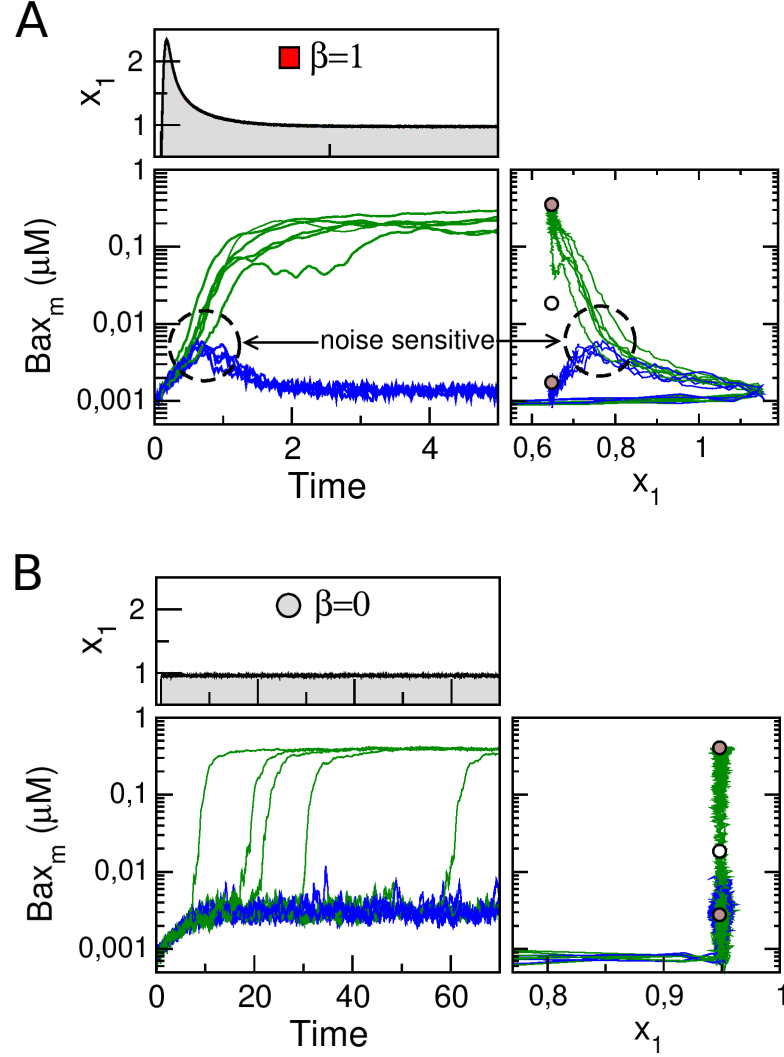 A
β=1
x1
2
1
Baxm (μM)
1
0,1
0,01
0,001
noise sensitive
0 2 4
Time
0,6 0,8 1
x1
B
β=0
x1
2
1
Baxm (μM)
1
0,1
0,01
0,001
0 20 40 60
Time
0,8 0,9 1
x1